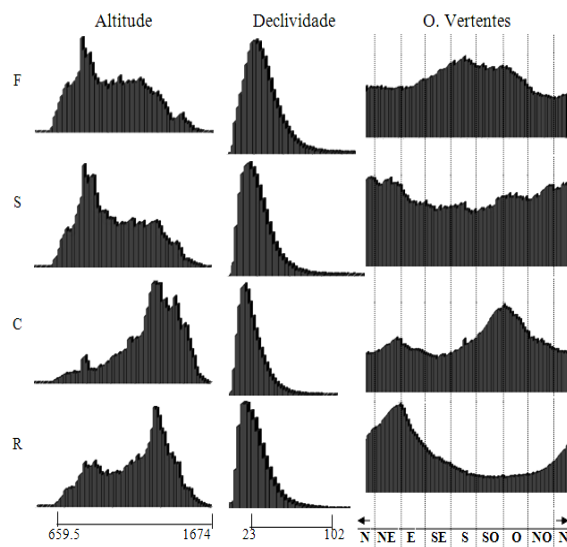 Altitude Declividade O. Vertentes
F
S
C
R
659.5 1674 23 102
N NE E SE S SO O NO N